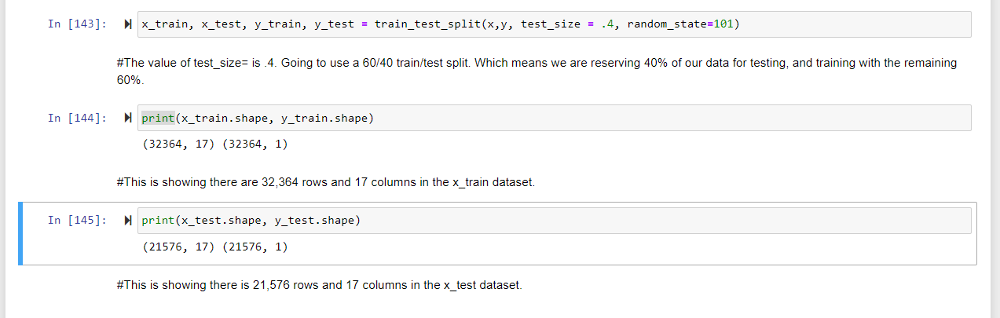 In [143]: x_train, x_test, y_train, y_test = train_test_split(x,y, test_size = .4, random_state=101)
#The value of test_size= is .4. Going to use a 60/40 train/test split. Which means we are reserving 40% of our data for testing, and training with the remaining
60%.
In [144]: print(x_train.shape, y_train.shape)
(32364, 17) (32364, 1)
#This is showing there are 32,364 rows and 17 columns in the x_train dataset.
In [145]: print(x_test.shape, y_test.shape)
(21576, 17) (21576, 1)
#This is showing there is 21,576 rows and 17 columns in the x_test dataset.